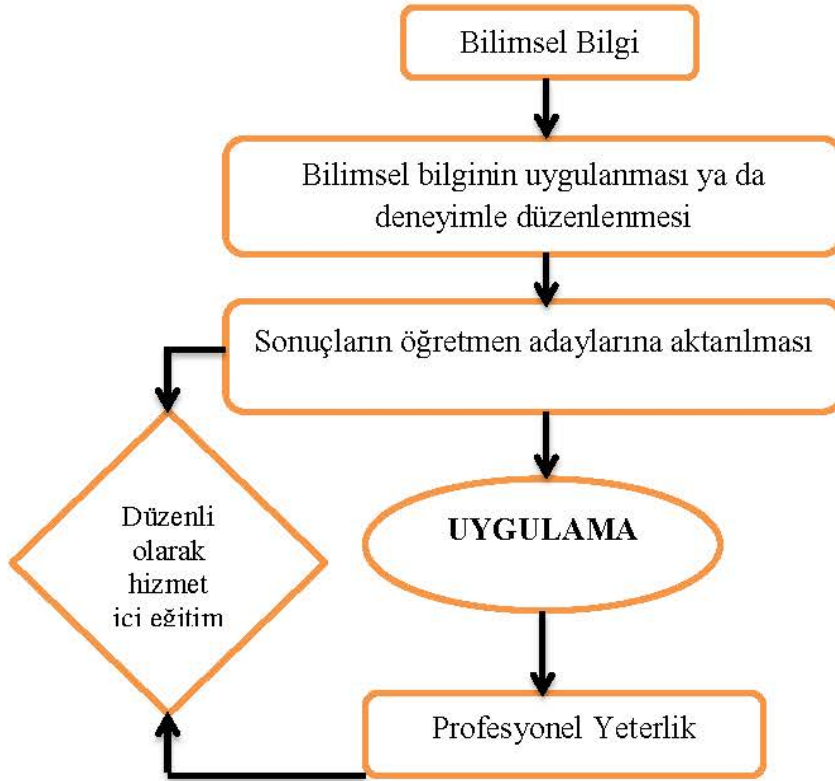 Bilimsel Bilgi
Bilimsel bilginin uygulanması ya da
deneyimle düzenlenmesi
Sonuçların öğretmen adaylarına aktarılması
UYGULAMA
Düzenli
olarak
hizmet
içi eğitim
Profesyonel Yeterlik